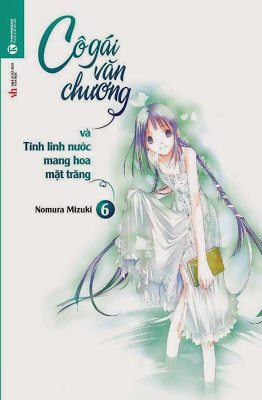 Cô gái
văn
chương
và
Tinh linh nước
mang hoa
mặt trăng
Nomura Mizuki 6